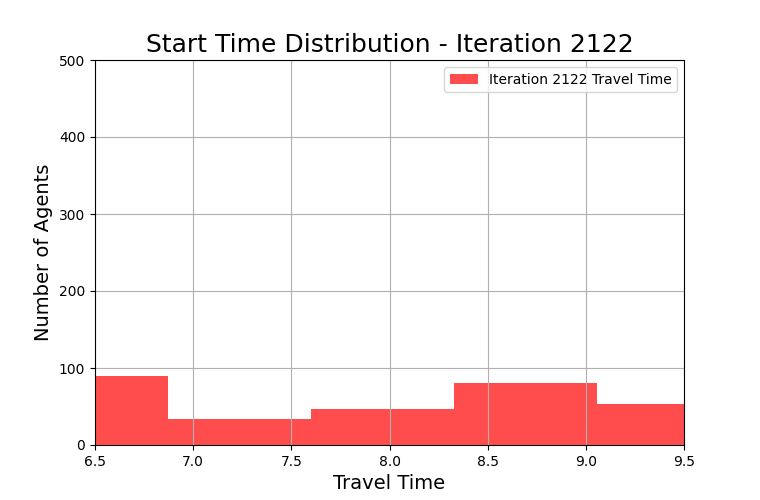 Start Time Distribution - Iteration 2122
Iteration 2122 Travel Time
Number of Agents
500
400
300
200
100
0
6.5 7.0 7.5 8.0 8.5 9.0 9.5
Travel Time